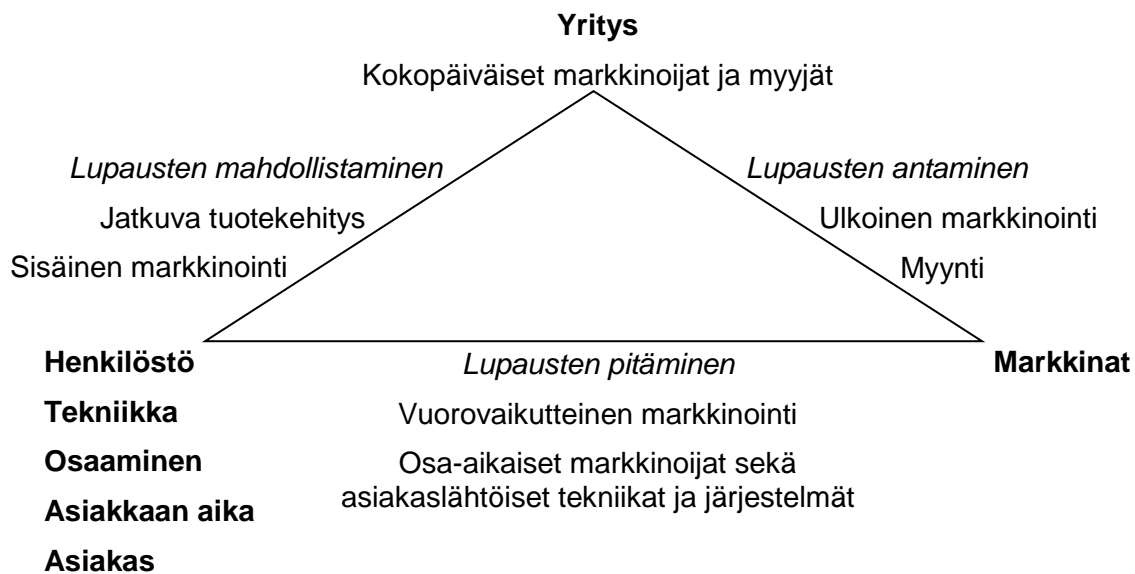 Yritys
Kokopäiväiset markkinoijat ja myyjät
Lupausten mahdollistaminen
Jatkuva tuotekehitys
Sisäinen markkinointi
Lupausten antaminen
Ulkoinen markkinointi
Myynti
Henkilöstö
Tekniikka
Osaaminen
Asiakkaan aika
Asiakas
Lupausten pitäminen
Vuorovaikutteinen markkinointi
Osa-aikaiset markkinoijat sekä
asiakaslähtöiset tekniikat ja järjestelmät
Markkinat